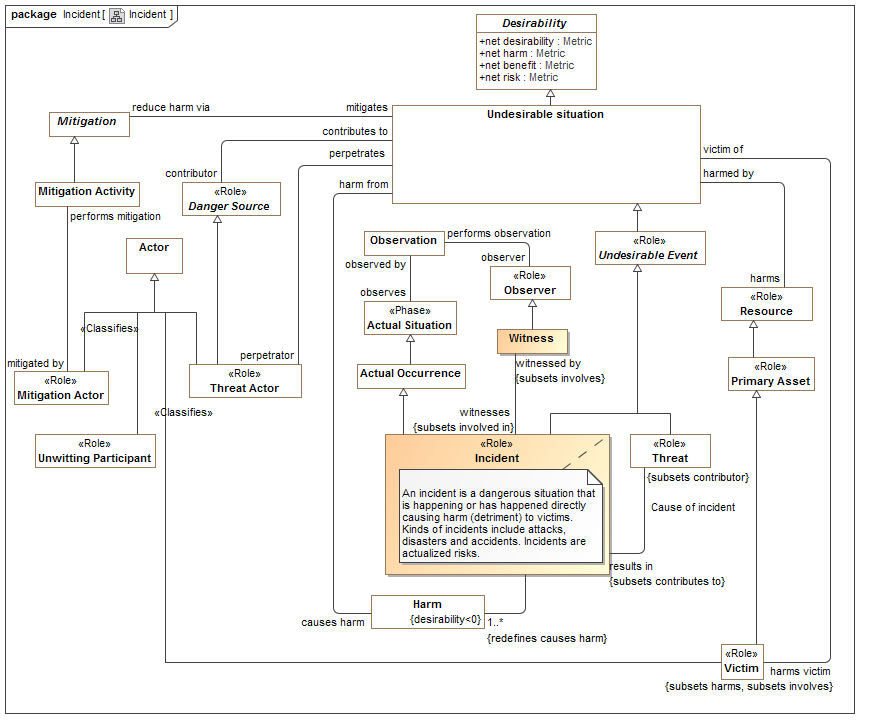 package Incident [ Incident ]
Desirability
+net desirability : Metric
+net harm : Metric
+net benefit : Metric
+net risk : Metric
reduce harm via
mitigates
Mitigation
Undesirable situation
contributes to
perpetrates
victim of
contributor
harm from
harmed by
Mitigation Activity
«Role»
Danger Source
performs mitigation
Actor
Observation
performs observation
observed by
observer
«Role»
Undesirable Event
«Role»
Observer
harms
observes
«Role»
Resource
«Phase»
Actual Situation
«Classifies»
Witness
mitigated by
perpetrator
witnessed by
{subsets involves}
«Role»
Mitigation Actor
«Role»
Threat Actor
Actual Occurrence
«Role»
Primary Asset
«Classifies»
witnesses
{subsets involved in}
«Role»
Unwitting Participant
«Role»
Incident
«Role»
Threat
{subsets contributor}
An incident is a dangerous situation that
is happening or has happened directly
causing harm (detriment) to victims.
Kinds of incidents include attacks,
disasters and accidents. Incidents are
actualized risks.
Cause of incident
results in
{subsets contributes to}
Harm
{desirability<0}
causes harm
1..*
{redefines causes harm}
«Role»
Victim
harms victim
{subsets harms, subsets involves}